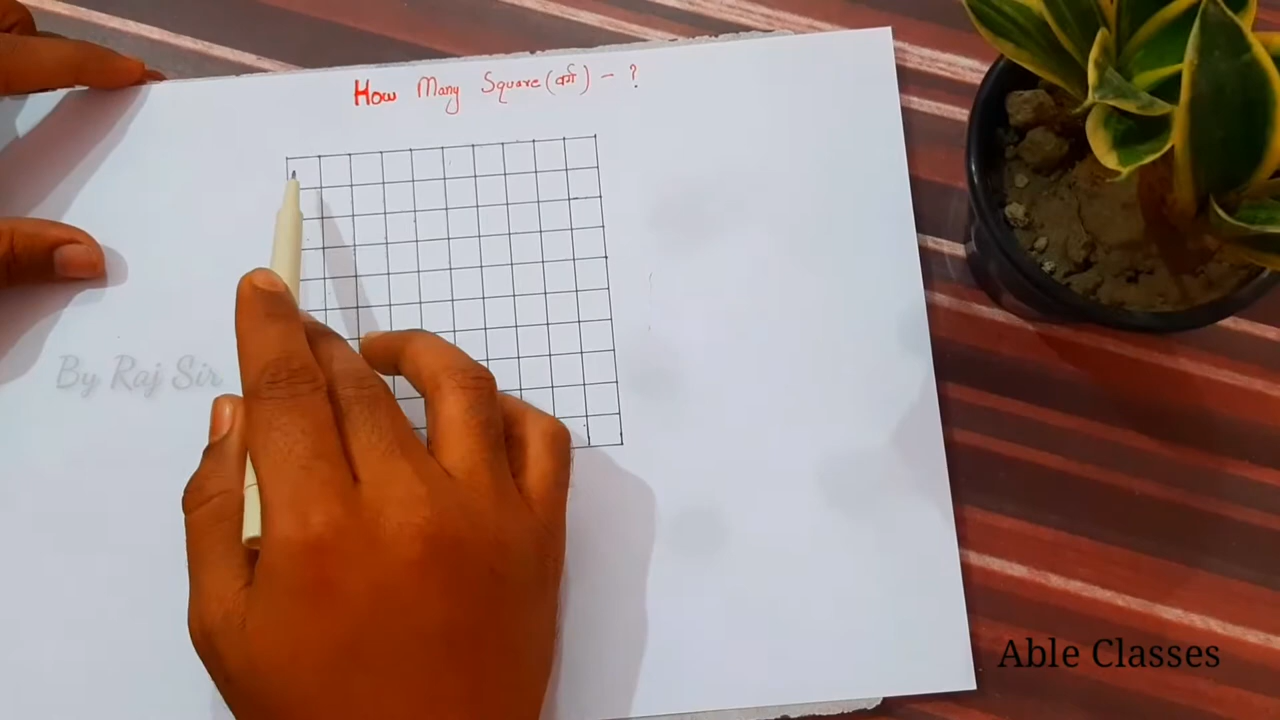 How Many Square (वर्ग) - ?
By Raj Sir
Able Classes